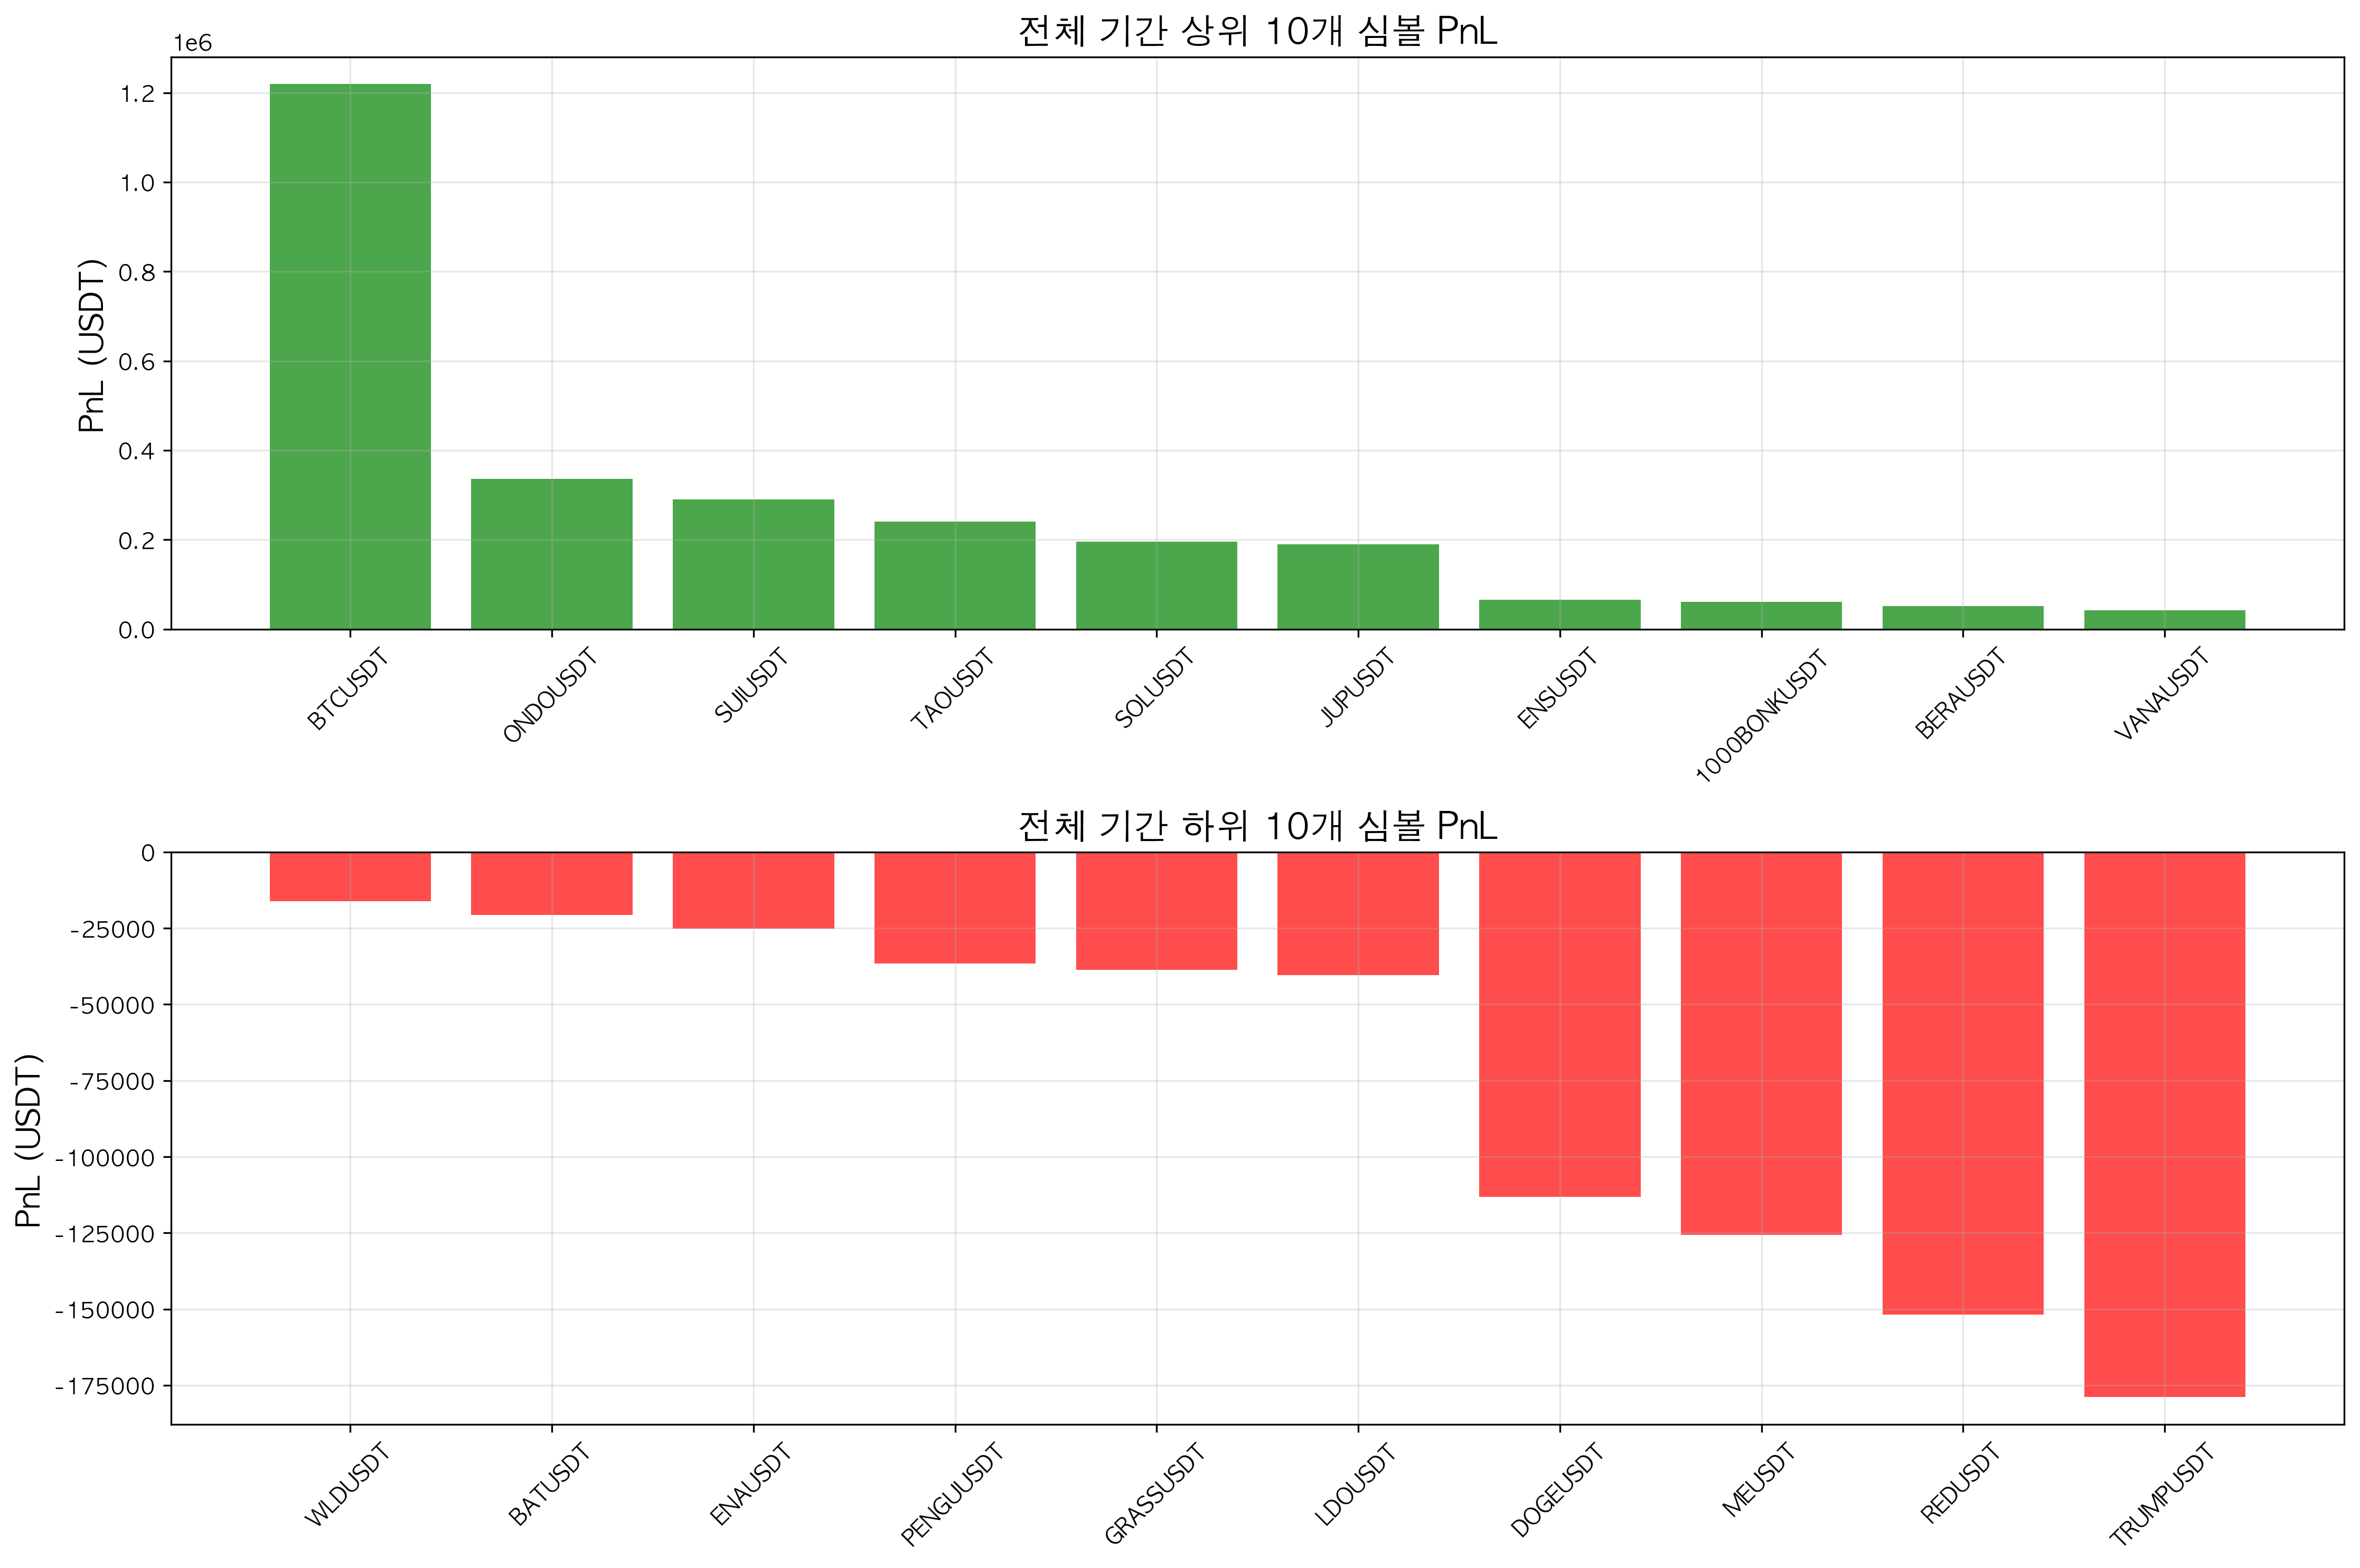 전체 기간 상위 10개 심볼 PnL
1e6
PnL (USDT)
1.2
1.0
0.8
0.6
0.4
0.2
0.0
BTCUSDT
ONDOUSDT
SUIUSDT
TAOUSDT
SOLUSDT
JUPUSDT
ENSUSDT
1000BONKUSDT
BERAUSDT
VANAUSDT
전체 기간 하위 10개 심볼 PnL
PnL (USDT)
0
-25000
-50000
-75000
-100000
-125000
-150000
-175000
WLDUSDT
BATUSDT
ENAUSDT
PENGUUSDT
GRASSUSDT
LDOUSDT
DOGEUSDT
MEUSDT
REDUSDT
TRUMPUSDT